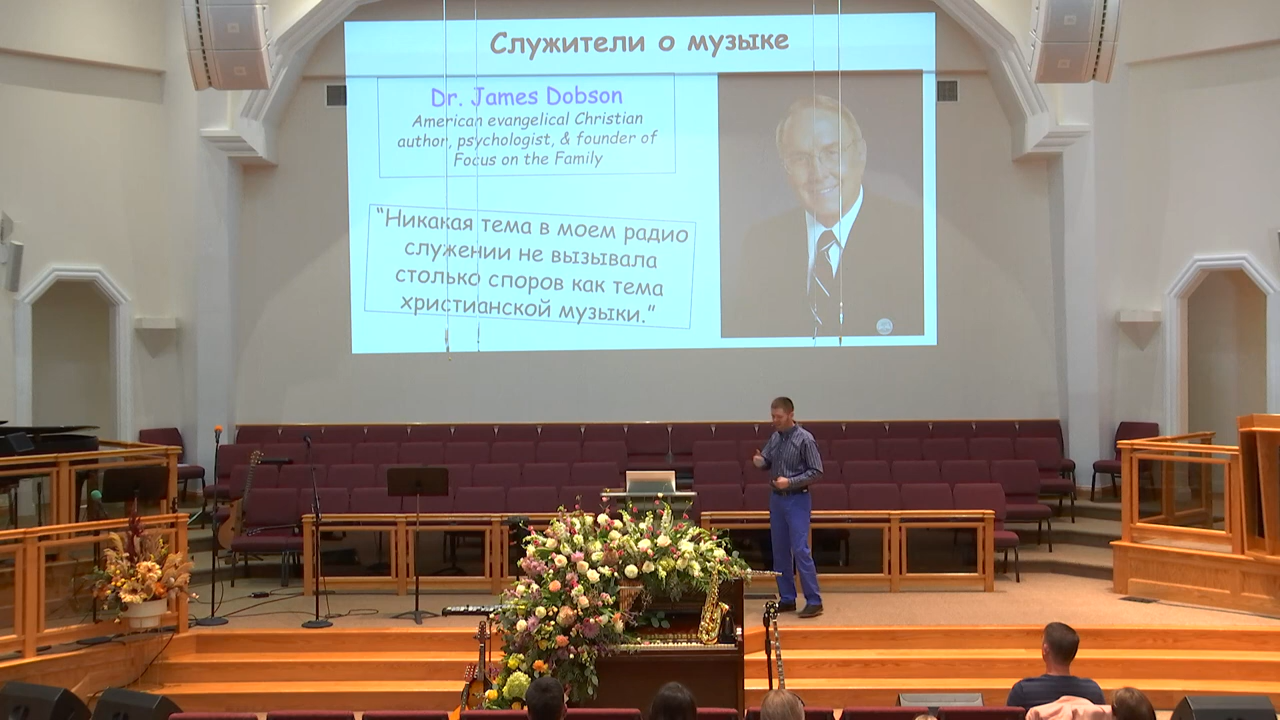 Служители о музыке
Dr. James Dobson
American evangelical Christian
author, psychologist, & founder of
Focus on the Family
"Никакая тема в моем радио
служении не вызывала
столько споров как тема
христианской музыки."